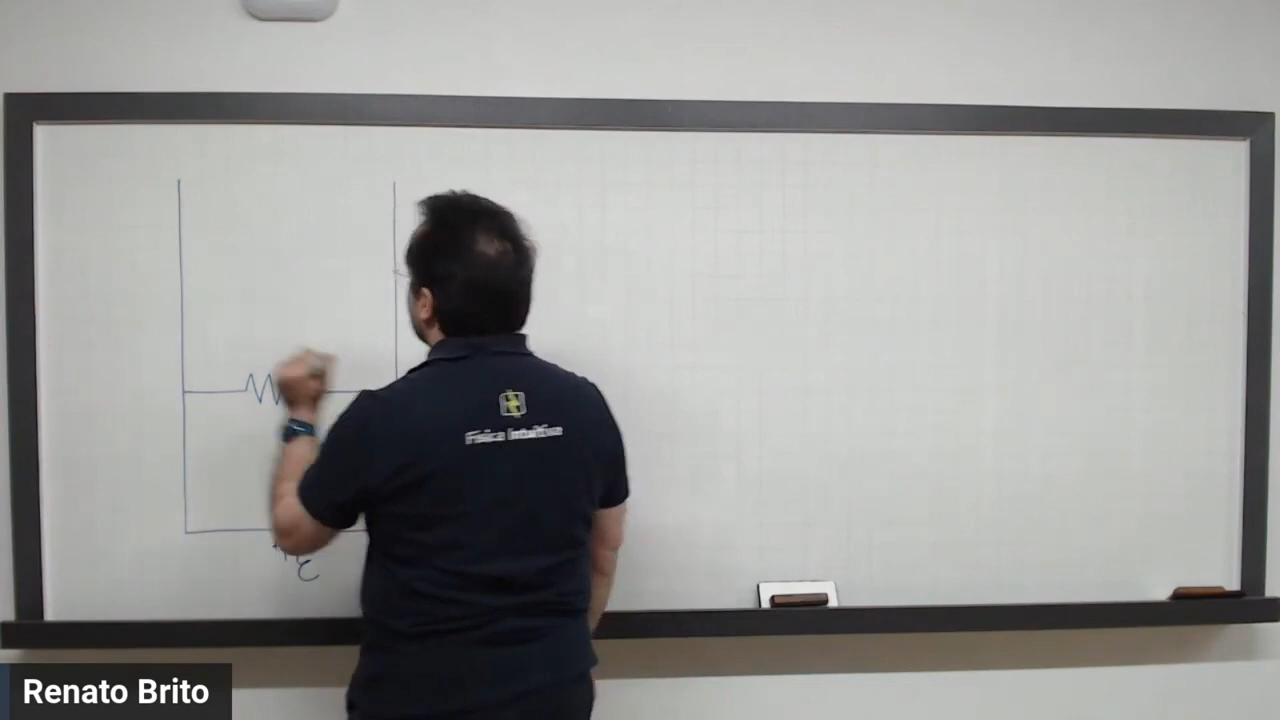 Física Intuitiva
+
ε
Renato Brito